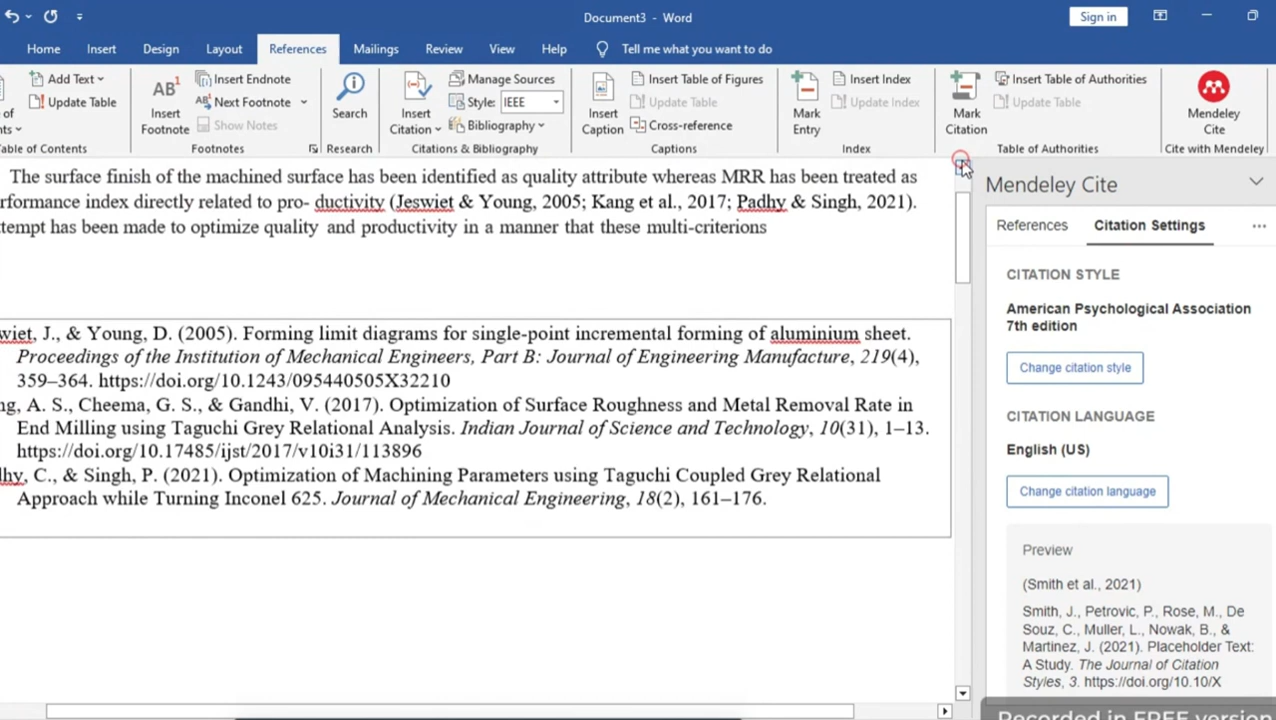 Document3 - Word
Sign in
Home Insert Design Layout References Mailings Review View Help Tell me what you want to do
Add Text
Update Table
of
nts
able of Contents
AB1
Insert
Footnote
Insert Endnote
AB1 Next Footnote
Show Notes
Footnotes
Search
Research
Insert
Citation
Manage Sources
Style: IEEE
Bibliography
Citations & Bibliography
Insert
Caption
Insert Table of Figures
Update Table
Cross-reference
Captions
Mark
Entry
Insert Index
Update Index
Index
Mark
Citation
Insert Table of Authorities
Update Table
Table of Authorities
Mendeley
Cite
Cite with Mendeley
The surface finish of the machined surface has been identified as quality attribute whereas MRR has been treated as
rformance index directly related to pro- ductivity (Jeswiet & Young, 2005; Kang et al., 2017; Padhy & Singh, 2021).
ttempt has been made to optimize quality and productivity in a manner that these multi-criterions
swiet, J., & Young, D. (2005). Forming limit diagrams for single-point incremental forming of aluminium sheet.
Proceedings of the Institution of Mechanical Engineers, Part B: Journal of Engineering Manufacture, 219(4),
359–364. https://doi.org/10.1243/095440505X32210
ng, A. S., Cheema, G. S., & Gandhi, V. (2017). Optimization of Surface Roughness and Metal Removal Rate in
End Milling using Taguchi Grey Relational Analysis. Indian Journal of Science and Technology, 10(31), 1–13.
https://doi.org/10.17485/ijst/2017/v10i31/113896
dhy, C., & Singh, P. (2021). Optimization of Machining Parameters using Taguchi Coupled Grey Relational
Approach while Turning Inconel 625. Journal of Mechanical Engineering, 18(2), 161–176.
Mendeley Cite
References Citation Settings
CITATION STYLE
American Psychological Association
7th edition
Change citation style
CITATION LANGUAGE
English (US)
Change citation language
Preview
(Smith et al., 2021)
Smith, J., Petrovic, P., Rose, M., De
Souz, C., Muller, L., Nowak, B., &
Martinez, J. (2021). Placeholder Text:
A Study. The Journal of Citation
Styles, 3. https://doi.org/10.10/X
Recorded in FREE version